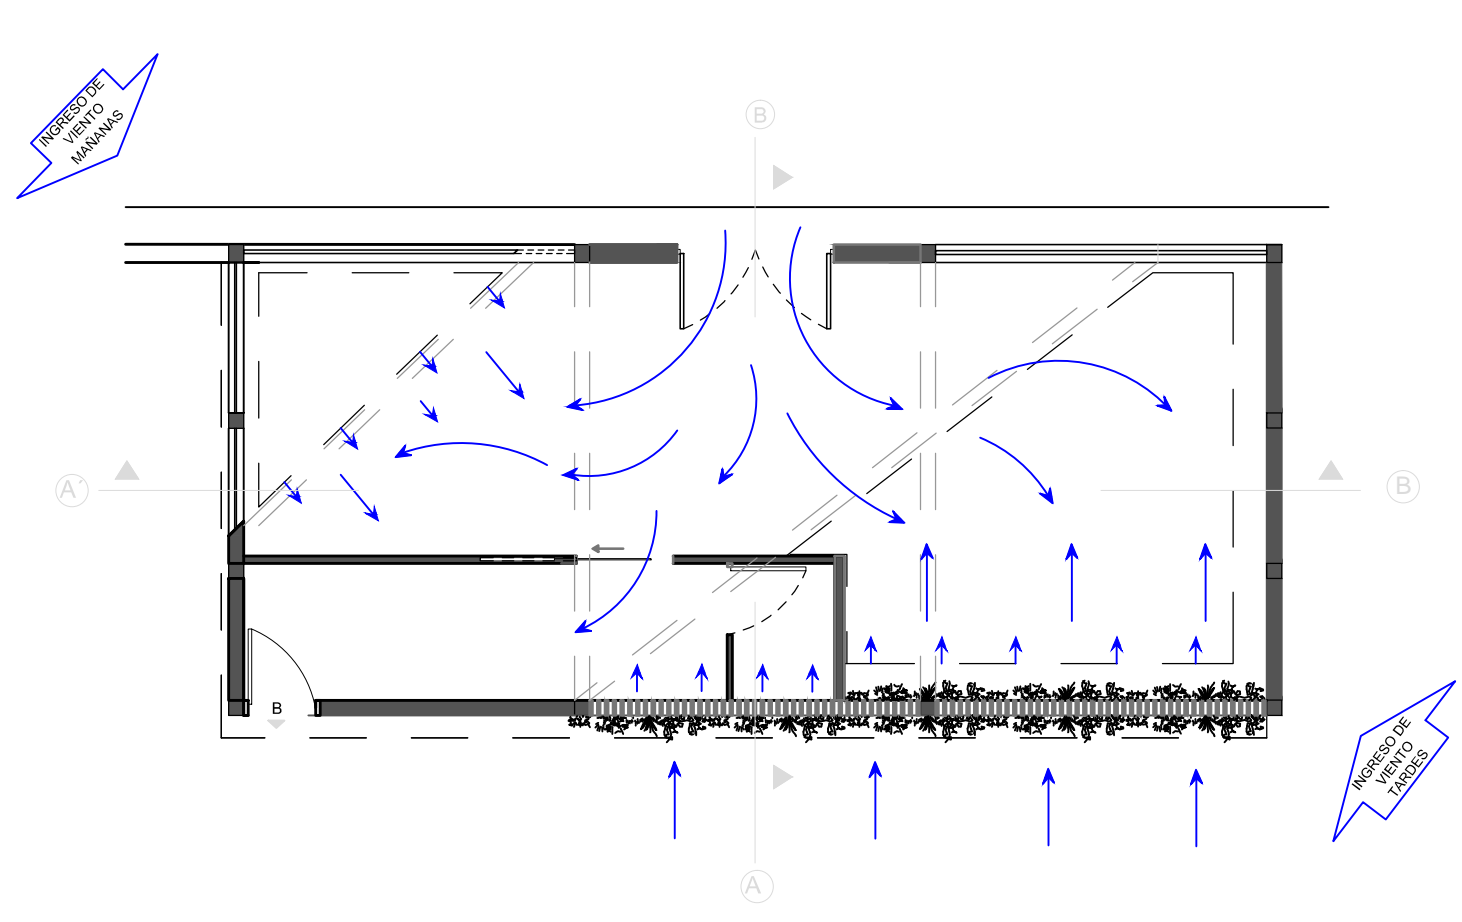 INGRESO DE
VIENTO
MAÑANAS
B
A´
B
B
INGRESO DE
VIENTO
TARDES
A